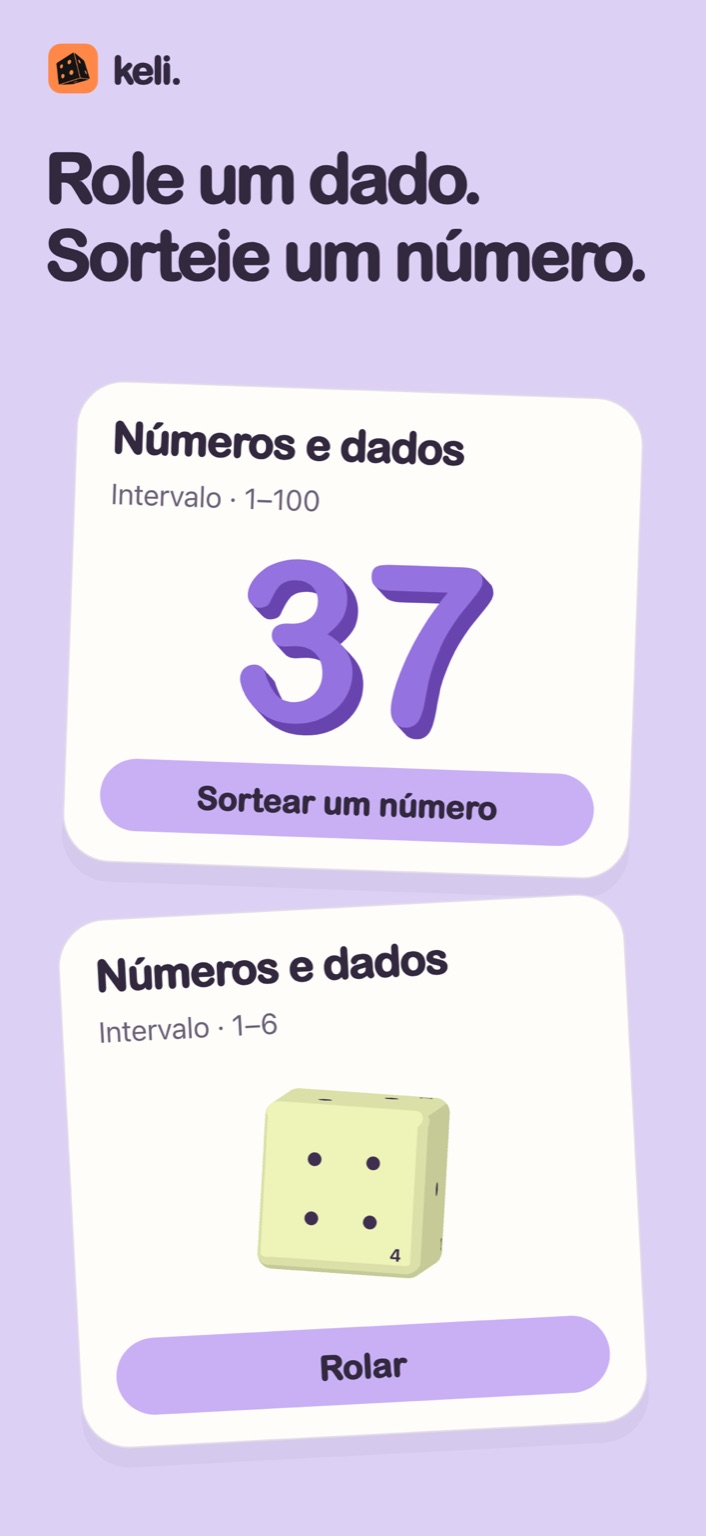 keli.
Role um dado.
Sorteie um número.
Números e dados
Intervalo · 1–100
37
Sortear um número
Números e dados
Intervalo · 1–6
4
Rolar